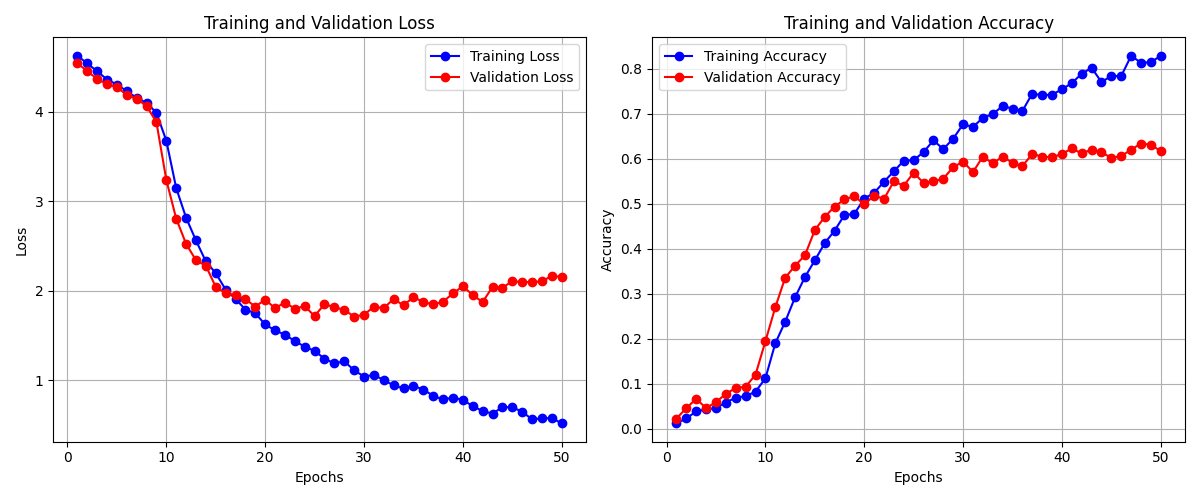 Training and Validation Loss
Training Loss
Validation Loss
4
3
2
1
Loss
0
10
20
30
40
50
Epochs
Training and Validation Accuracy
Training Accuracy
Validation Accuracy
0.8
0.7
0.6
0.5
0.4
0.3
0.2
0.1
0.0
Accuracy
0
10
20
30
40
50
Epochs